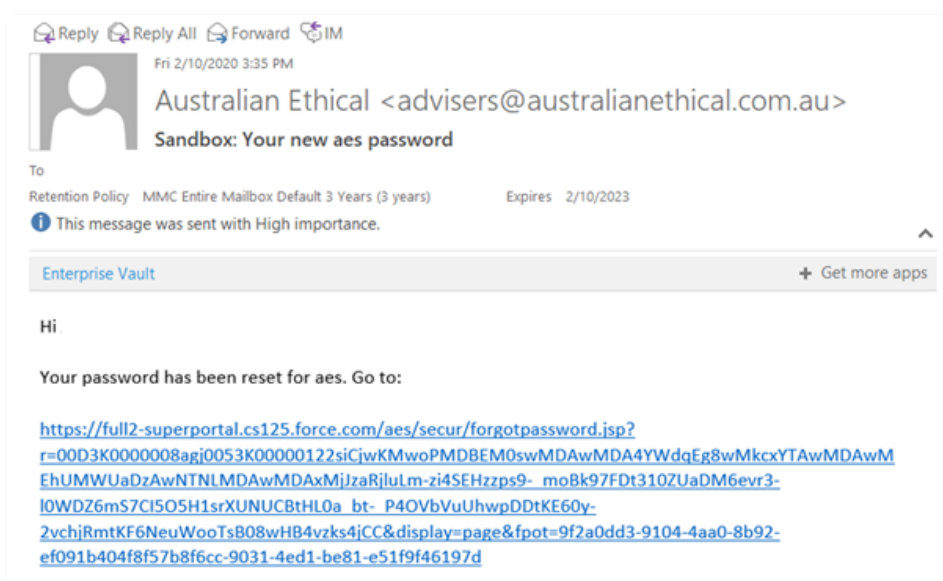 Reply Reply All Forward IM
Fri 2/10/2020 3:35 PM
Australian Ethical <advisers@australianethical.com.au>
Sandbox: Your new aes password
To
Retention Policy MMC Entire Mailbox Default 3 Years (3 years) Expires 2/10/2023
This message was sent with High importance.
Enterprise Vault + Get more apps
Hi
Your password has been reset for aes. Go to:
https://full2-superportal.cs125.force.com/aes/secur/forgotpassword.jsp?
r=00D3K0000008agj0053K00000122siCjwKMwoPMDBEM0swMDAwMDA4YWdqEg8wMkcxYTAwMDAwM
EhUMWUaDzAwNTNLMDAwMDAxMjJzaRjluLm-zi4SEHzzps9-_moBk97FDt310ZUaDM6evr3-
l0WDZ6mS7CI5O5H1srXUNUCBtHL0a_bt-_P4OVbVuUhwpDDtKE60y-
2vchjRmtKF6NeuWooTsB08wHB4vzks4jCC&display=page&fpot=9f2a0dd3-9104-4aa0-8b92-
ef091b404f8f57b8f6cc-9031-4ed1-be81-e51f9f46197d